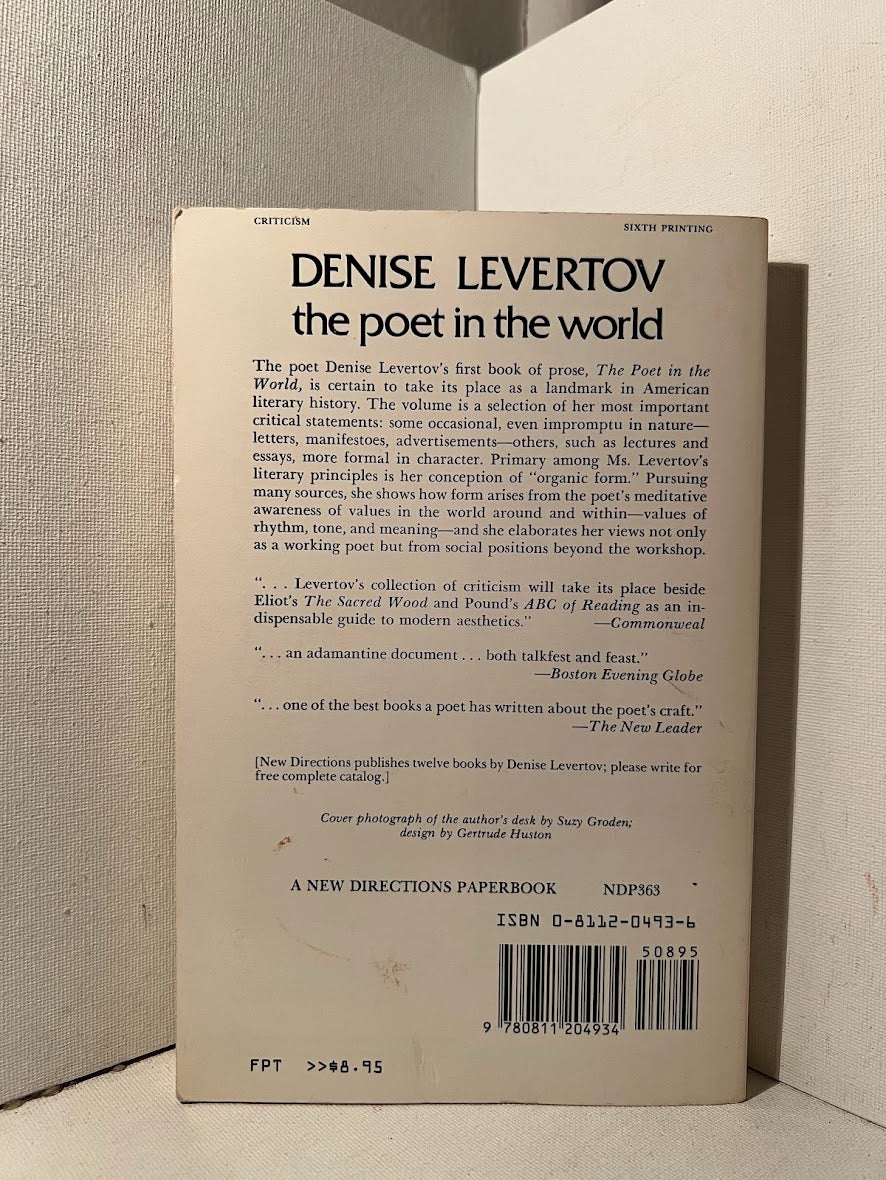 CRITICISM
SIXTH PRINTING
DENISE LEVERTOV
the poet in the world
The poet Denise Levertov's first book of prose, The Poet in the
World, is certain to take its place as a landmark in American
literary history. The volume is a selection of her most important
critical statements: some occasional, even impromptu in nature—
letters, manifestoes, advertisements—others, such as lectures and
essays, more formal in character. Primary among Ms. Levertov's
literary principles is her conception of "organic form." Pursuing
many sources, she shows how form arises from the poet's meditative
awareness of values in the world around and within—values of
rhythm, tone, and meaning—and she elaborates her views not only
as a working poet but from social positions beyond the workshop.
". . . Levertov's collection of criticism will take its place beside
Eliot's The Sacred Wood and Pound's ABC of Reading as an in-
dispensable guide to modern aesthetics." —Commonweal
". . . an adamantine document . . . both talkfest and feast."
—Boston Evening Globe
". . . one of the best books a poet has written about the poet's craft."
—The New Leader
[New Directions publishes twelve books by Denise Levertov; please write for
free complete catalog.]
Cover photograph of the author's desk by Suzy Groden;
design by Gertrude Huston
A NEW DIRECTIONS PAPERBOOK NDP363
ISBN 0-8112-0493-6
50895
9 780811 204934
FPT >>$8.95